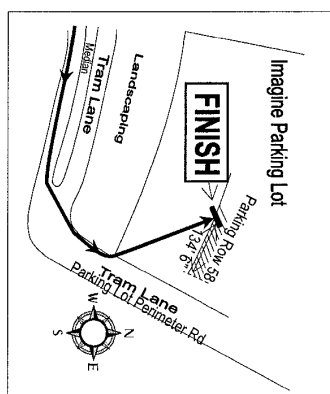 Imagine Parking Lot
FINISH
Parking Row 58
134' 6"
Landscaping
Tram Lane
Median
Tram Lane
Parking Lot Perimeter Rd
N
W
E
S